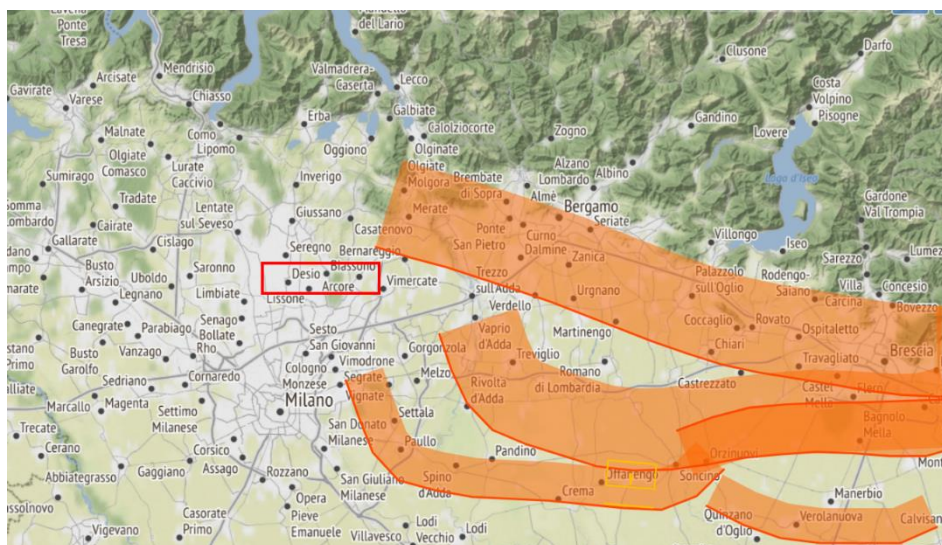 Lavena
Ponte
Tresa
Mandello
del Lario
Darfo
Clusone
Mendrisio
Valmadrera-
Caserta
Lecco
Arcisate
Costa
Volpino
Gavirate
Varese
Chiasso
Galbiate
Pisogne
Erba
Gandino
Lovere
Malnate
Como
Calolziocorte
Zogno
Lipomo
Oggiono
Olginate
Olgiate
Comasco
Lurate
Caccivio
Olgiate
Molgora
Brembate
di Sopra
Alzano
Lombardo
Albino
Sumirago
Inverigo
Almè
Lago d'Iseo
Tradate
Gardone
Val Trompia
Somma
Lombardo
Lentate
sul Seveso
Giussano
Merate
Bergamo
Cairate
Casatenovo
Ponte
San Pietro
Curno
Seriate
Gallarate
Cislago
Seregno
Bernareggio
Dalmine
Villongo
Iseo
Sarezzo
Lumez
Busto
Arsizio
Uboldo
Saronno
Desio
Biassono
Zanica
Villa
Legnano
Limbiate
Lissone
Arcore
Vimercate
Trezzo
sull'Adda
Urgnano
Palazzolo
sull'Oglio
Rodengo-
Saiano
Concesio
Carcina
Bovezzo
Verdello
Canegrate
Parabiago
Senago
Bollate
Sesto
San Giovanni
Vaprio
d'Adda
Martinengo
Coccaglio
Rovato
Ospitaletto
Busto
Garolfo
Vanzago
Rho
Cologno
Monzese
Vimodrone
Gorgonzola
Treviglio
Chiari
Brescia
Romano
di Lombardia
Travagliato
Sedriano
Cornaredo
Segrate
Melzo
Rivolta
d'Adda
Castrezzato
Castel
Mella
Flero
Marcallo
Magenta
Settimo
Milanese
Milano
Vignate
Settala
Bagnolo
Mella
Trecate
San Donato
Milanese
Cerano
Corsico
Paullo
Pandino
Orzinuovi
Abbiategrasso
Gaggiano
Assago
Rozzano
San Giuliano
Milanese
Spino
d'Adda
Crema
Offanengo
Soncino
Opera
Manerbio
Vigevano
Casorate
Primo
Pieve
Emanuele
Villavesco
Lodi
Vecchio
Lodi
Quinzano
d'Oglio
Verolanuova
Calvisan